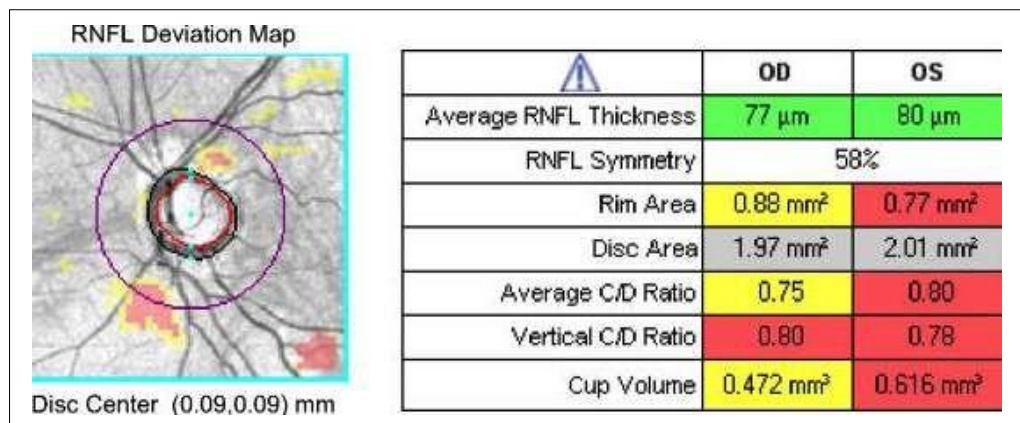 RNFL Deviation Map
Disc Center (0.09,0.09) mm
OD OS
Average RNFL Thickness 77 µm 80 µm
RNFL Symmetry 58%
Rim Area 0.88 mm² 0.77 mm²
Disc Area 1.97 mm² 2.01 mm²
Average C/D Ratio 0.75 0.80
Vertical C/D Ratio 0.80 0.78
Cup Volume 0.472 mm³ 0.616 mm³